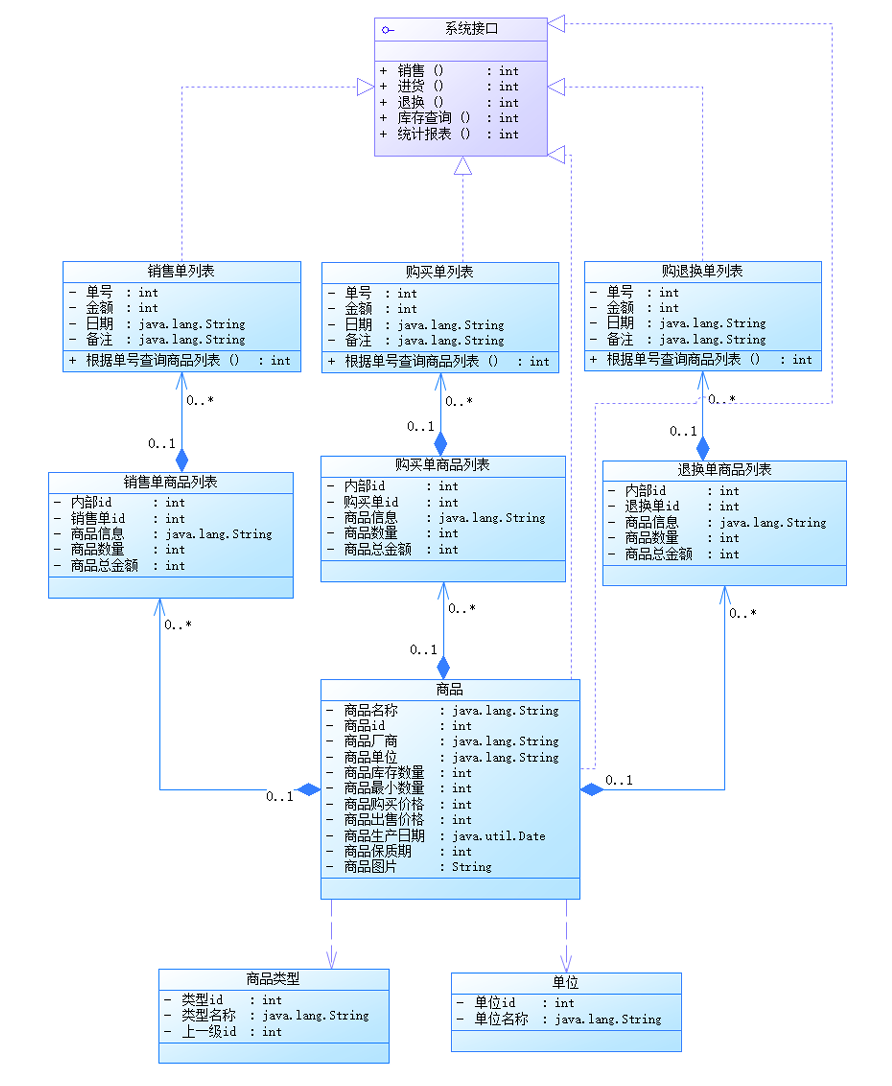 系统接口
+ 销售 () : int
+ 进货 () : int
+ 退换 () : int
+ 库存查询 () : int
+ 统计报表 () : int
销售单列表
- 单号 : int
- 金额 : int
- 日期 : java.lang.String
- 备注 : java.lang.String
+ 根据单号查询商品列表 () : int
购买单列表
- 单号 : int
- 金额 : int
- 日期 : java.lang.String
- 备注 : java.lang.String
+ 根据单号查询商品列表 () : int
购退换单列表
- 单号 : int
- 金额 : int
- 日期 : java.lang.String
- 备注 : java.lang.String
+ 根据单号查询商品列表 () : int
0..*
0..1
0..*
0..1
0..*
0..1
销售单商品列表
- 内部id : int
- 销售单id : int
- 商品信息 : java.lang.String
- 商品数量 : int
- 商品总金额 : int
购买单商品列表
- 内部id : int
- 购买单id : int
- 商品信息 : java.lang.String
- 商品数量 : int
- 商品总金额 : int
退换单商品列表
- 内部id : int
- 退换单id : int
- 商品信息 : java.lang.String
- 商品数量 : int
- 商品总金额 : int
0..*
0..*
0..*
0..1
商品
- 商品名称 : java.lang.String
- 商品id : int
- 商品厂商 : java.lang.String
- 商品单位 : java.lang.String
- 商品库存数量 : int
- 商品最小数量 : int
- 商品购买价格 : int
- 商品出售价格 : int
- 商品生产日期 : java.util.Date
- 商品保质期 : int
- 商品图片 : String
0..1
0..1
商品类型
- 类型id : int
- 类型名称 : java.lang.String
- 上一级id : int
单位
- 单位id : int
- 单位名称 : java.lang.String